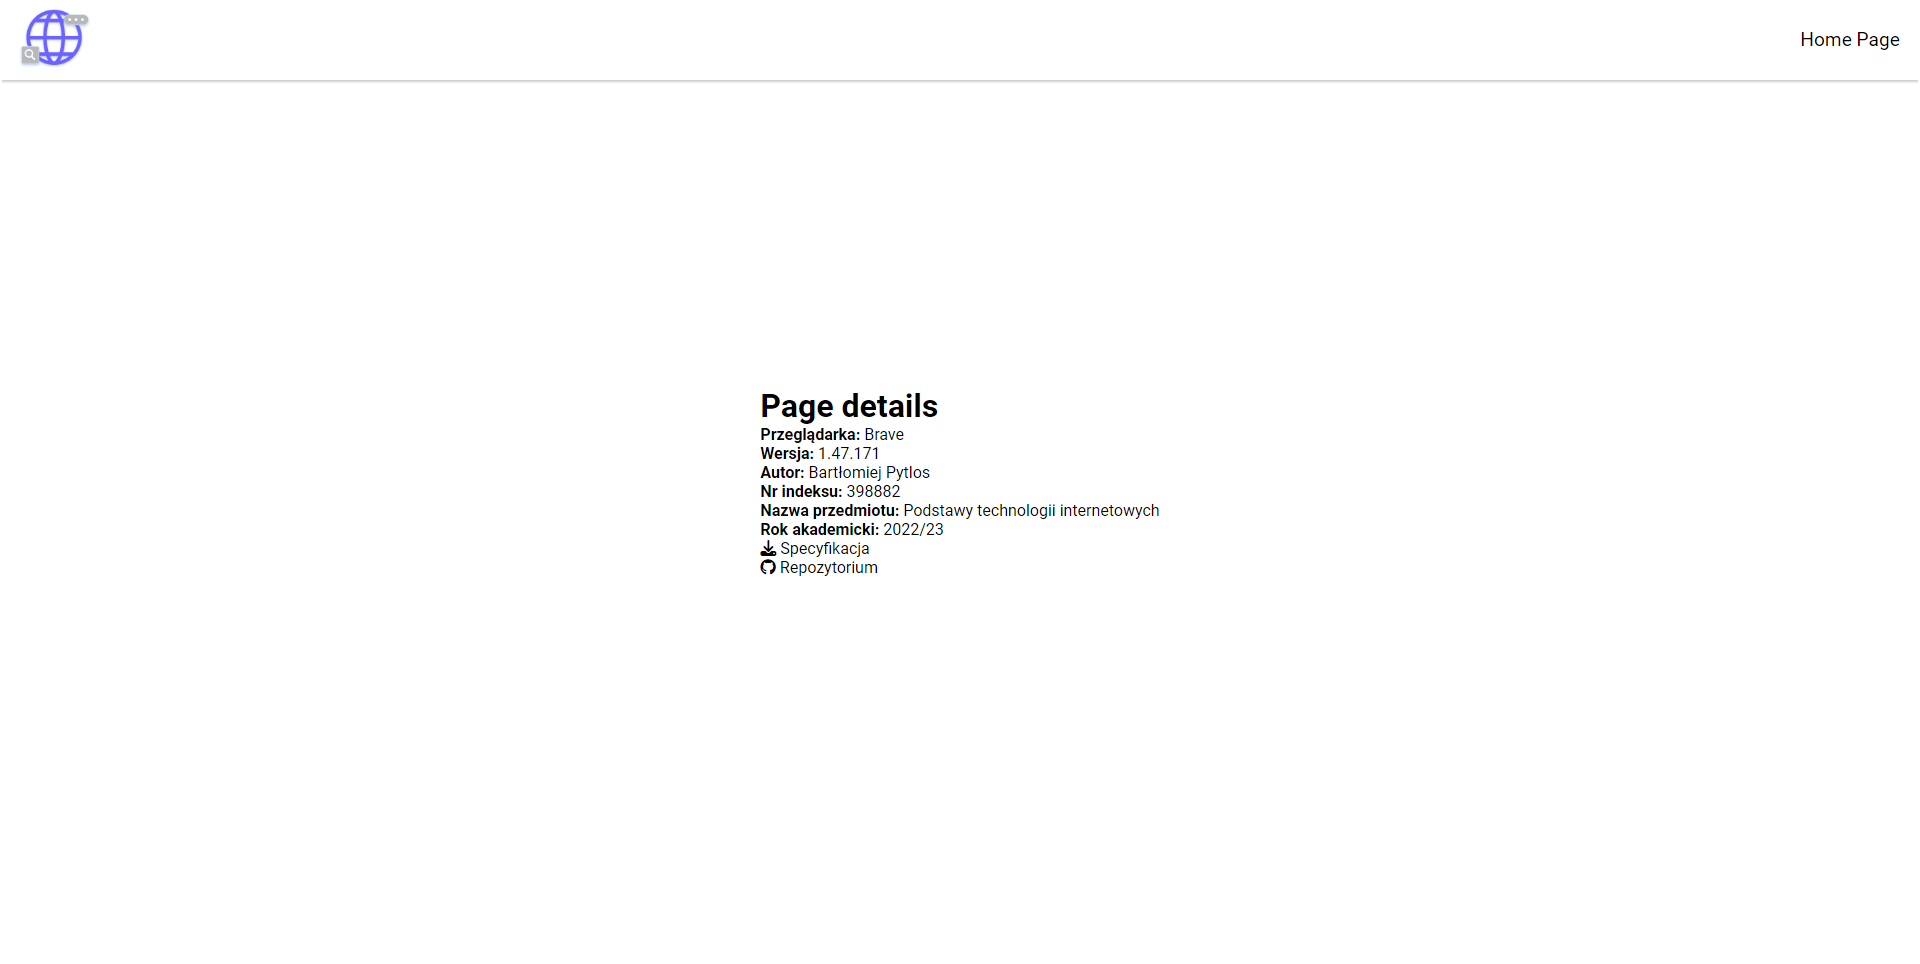 Home Page
Page details
Przeglądarka: Brave
Wersja: 1.47.171
Autor: Bartłomiej Pytlos
Nr indeksu: 398882
Nazwa przedmiotu: Podstawy technologii internetowych
Rok akademicki: 2022/23
Specyfikacja
Repozytorium